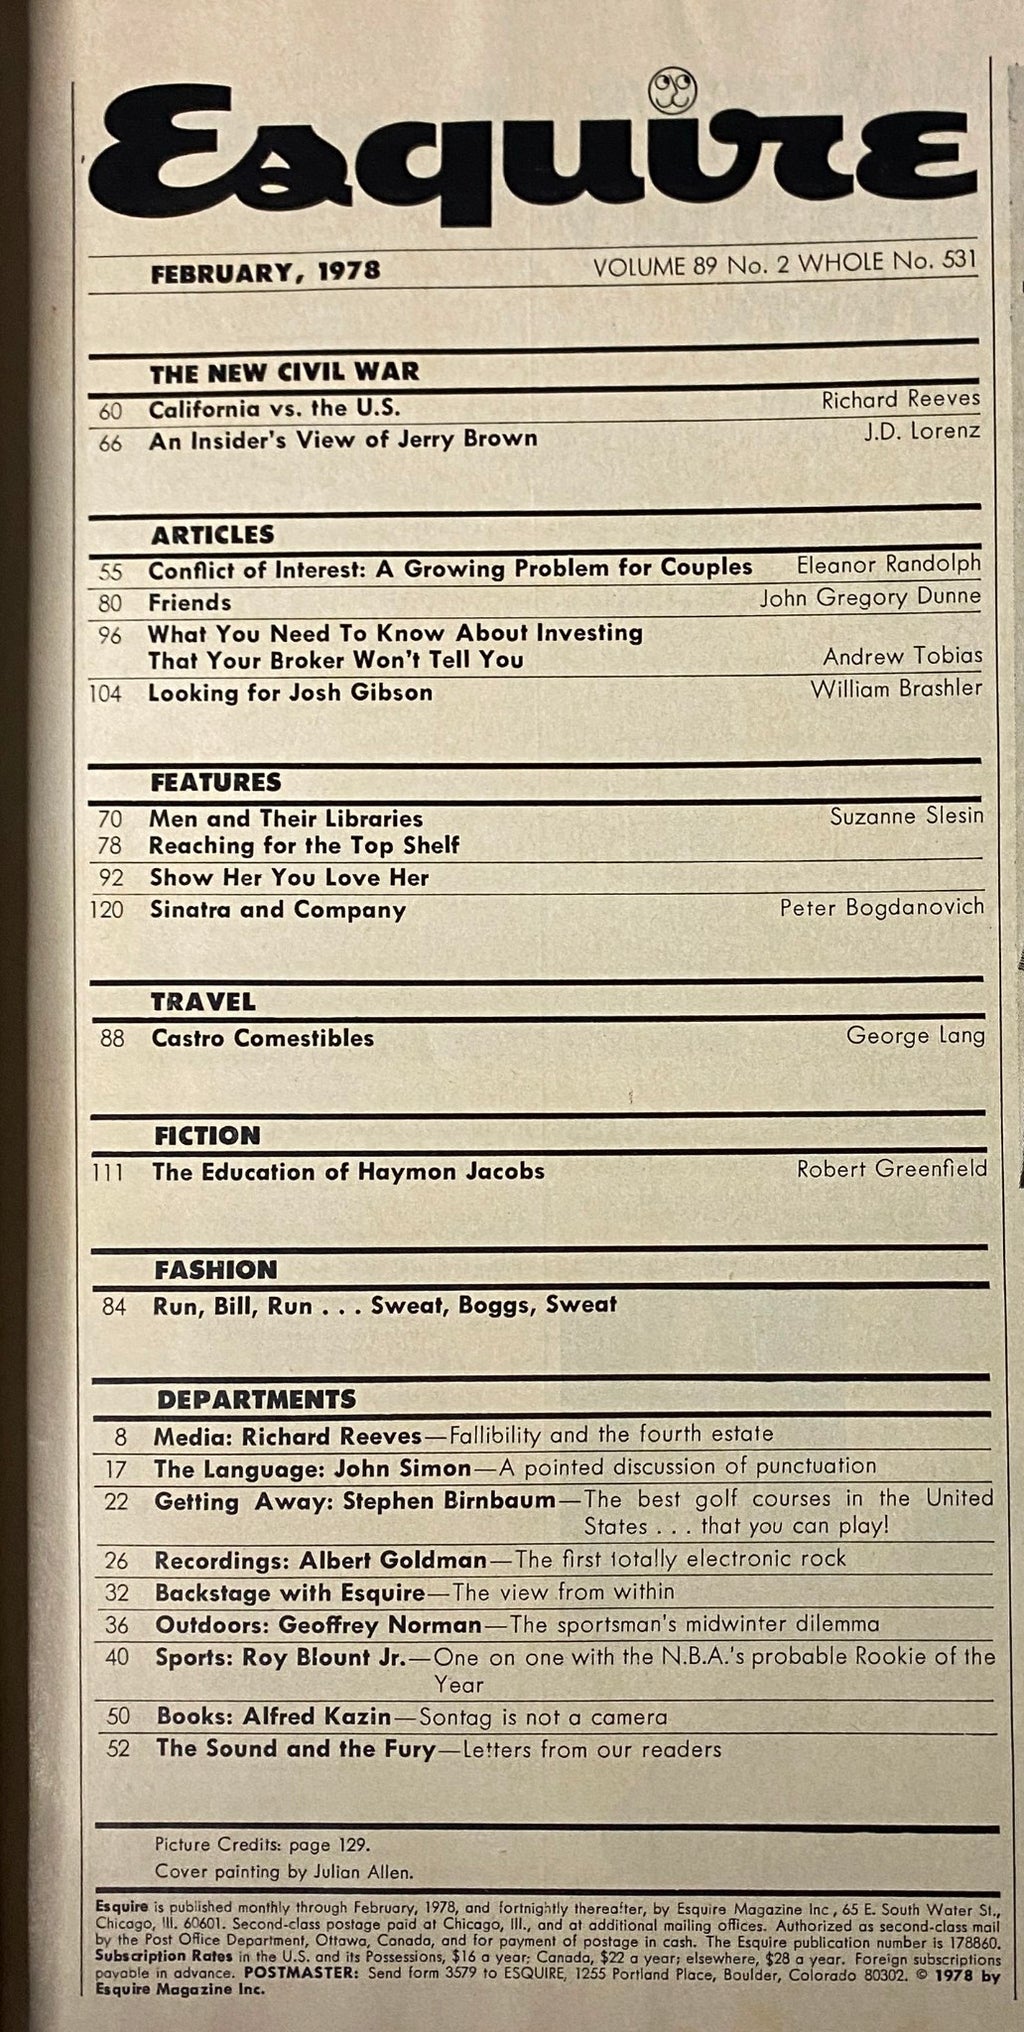 Esquire
FEBRUARY, 1978 VOLUME 89 No. 2 WHOLE No. 531
THE NEW CIVIL WAR
60 California vs. the U.S. Richard Reeves
66 An Insider's View of Jerry Brown J.D. Lorenz
ARTICLES
55 Conflict of Interest: A Growing Problem for Couples Eleanor Randolph
80 Friends John Gregory Dunne
96 What You Need To Know About Investing
That Your Broker Won't Tell You Andrew Tobias
104 Looking for Josh Gibson William Brashler
FEATURES
70 Men and Their Libraries Suzanne Slesin
78 Reaching for the Top Shelf
92 Show Her You Love Her
120 Sinatra and Company Peter Bogdanovich
TRAVEL
88 Castro Comestibles George Lang
FICTION
111 The Education of Haymon Jacobs Robert Greenfield
FASHION
84 Run, Bill, Run . . . Sweat, Boggs, Sweat
DEPARTMENTS
8 Media: Richard Reeves—Fallibility and the fourth estate
17 The Language: John Simon—A pointed discussion of punctuation
22 Getting Away: Stephen Birnbaum—The best golf courses in the United
States . . . that you can play!
26 Recordings: Albert Goldman—The first totally electronic rock
32 Backstage with Esquire—The view from within
36 Outdoors: Geoffrey Norman—The sportsman's midwinter dilemma
40 Sports: Roy Blount Jr.—One on one with the N.B.A.'s probable Rookie of the
Year
50 Books: Alfred Kazin—Sontag is not a camera
52 The Sound and the Fury—Letters from our readers
Picture Credits: page 129.
Cover painting by Julian Allen.
Esquire is published monthly through February, 1978, and fortnightly thereafter, by Esquire Magazine Inc., 65 E. South Water St.,
Chicago, Ill. 60601. Second-class postage paid at Chicago, Ill., and at additional mailing offices. Authorized as second-class mail
by the Post Office Department, Ottawa, Canada, and for payment of postage in cash. The Esquire publication number is 178860.
Subscription Rates in the U.S. and its Possessions, $16 a year; Canada, $22 a year; elsewhere, $28 a year. Foreign subscriptions
payable in advance. POSTMASTER: Send form 3579 to ESQUIRE, 1255 Portland Place, Boulder, Colorado 80302. © 1978 by
Esquire Magazine Inc.